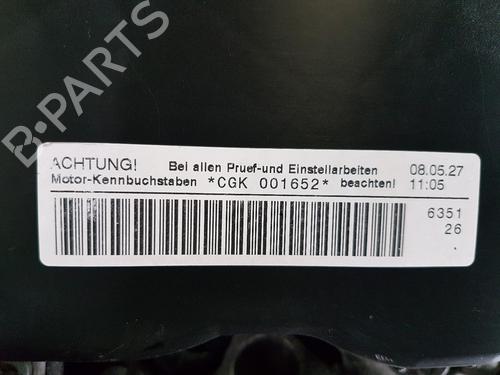 B-PARTS
ACHTUNG! Bei allen Pruef-und Einstellarbeiten 08.05.27
Motor-Kennbuchstaben *CGK 001652* beachten! 11:05
6351
26